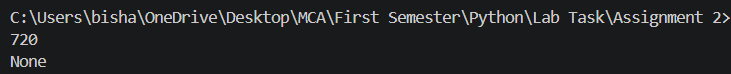 C:\Users\bisha\OneDrive\Desktop\MCA\First Semester\Python\Lab Task\Assignment 2>
720
None